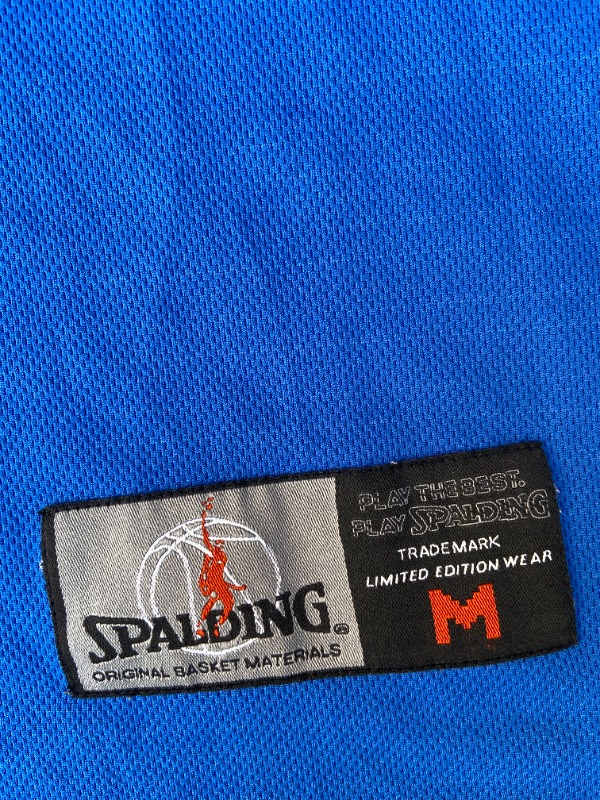 SPALDING®
ORIGINAL BASKET MATERIALS
PLAY THE BEST.
PLAY SPALDING
TRADEMARK
LIMITED EDITION WEAR
M